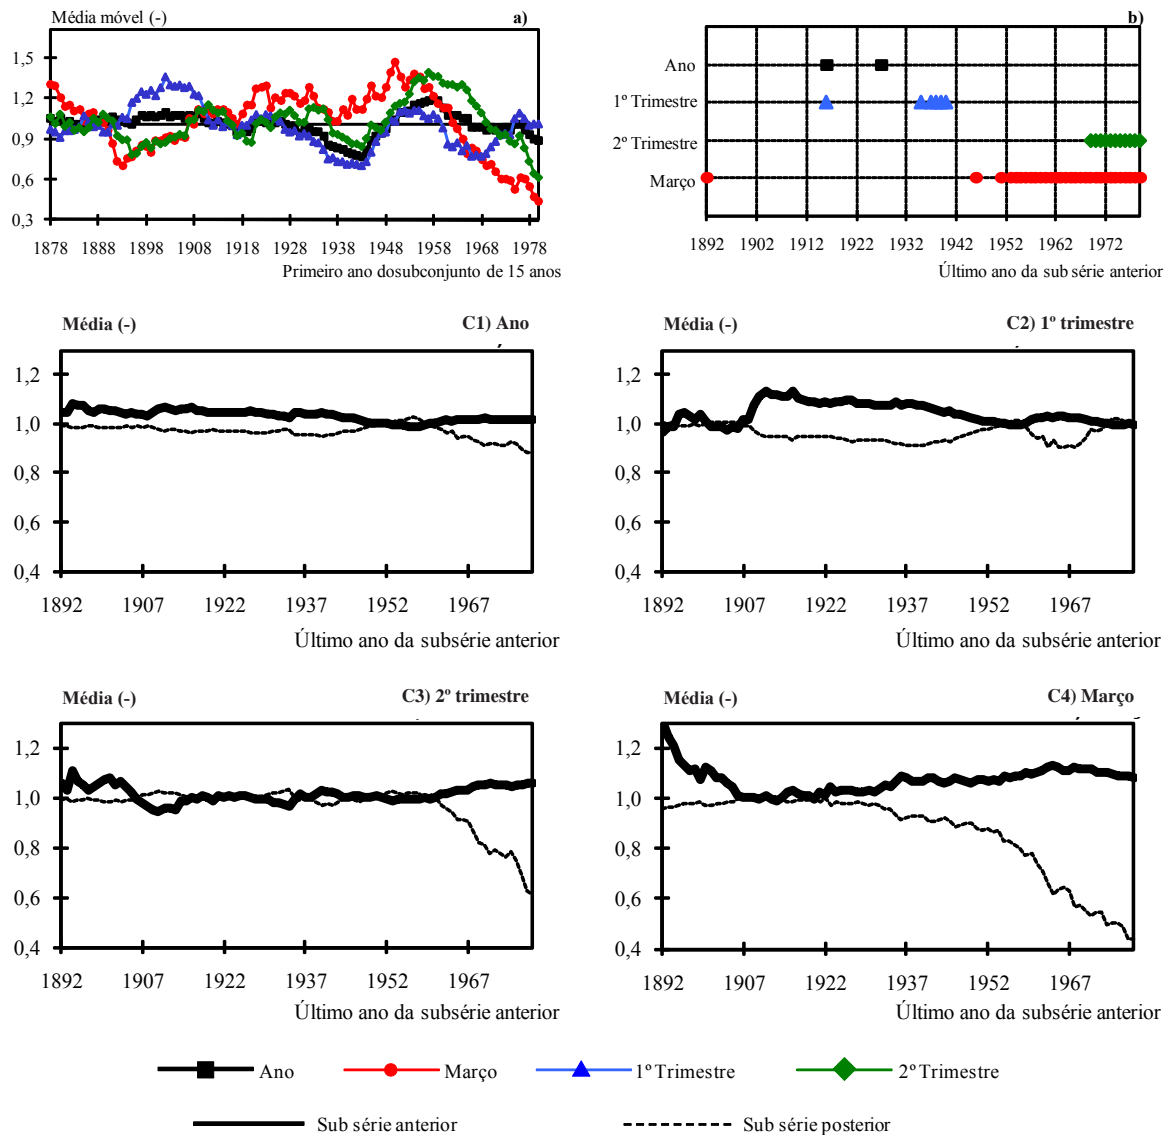 Média móvel (-) a)
1,5
1,2
0,9
0,6
0,3
1878 1888 1898 1908 1918 1928 1938 1948 1958 1968 1978
Primeiro ano dosubconjunto de 15 anos
b)
Ano
1º Trimestre
2º Trimestre
Março
1892 1902 1912 1922 1932 1942 1952 1962 1972
Último ano da sub série anterior
Média (-) C1) Ano
1,2
1,0
0,8
0,6
0,4
1892 1907 1922 1937 1952 1967
Último ano da subsérie anterior
Média (-) C2) 1º trimestre
1,2
1,0
0,8
0,6
0,4
1892 1907 1922 1937 1952 1967
Último ano da subsérie anterior
Média (-) C3) 2º trimestre
1,2
1,0
0,8
0,6
0,4
1892 1907 1922 1937 1952 1967
Último ano da subsérie anterior
Média (-) C4) Março
1,2
1,0
0,8
0,6
0,4
1892 1907 1922 1937 1952 1967
Último ano da subsérie anterior
Ano Março 1º Trimestre 2º Trimestre
Sub série anterior Sub série posterior